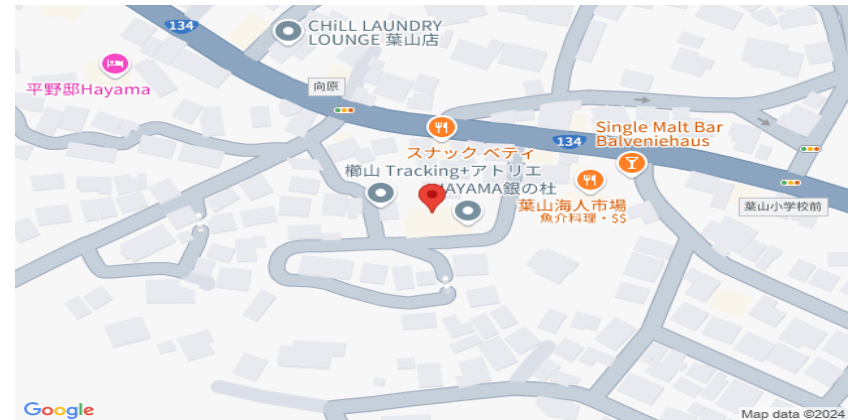 134
CHiLL LAUNDRY
LOUNGE 葉山店
平野邸Hayama
向原
134
Single Malt Bar
Balveniehaus
スナック ベティ
櫛山 Tracking+アトリエ
HAYAMA銀の杜
葉山海人市場
魚介料理・$$
葉山小学校前
Google
Map data ©2024